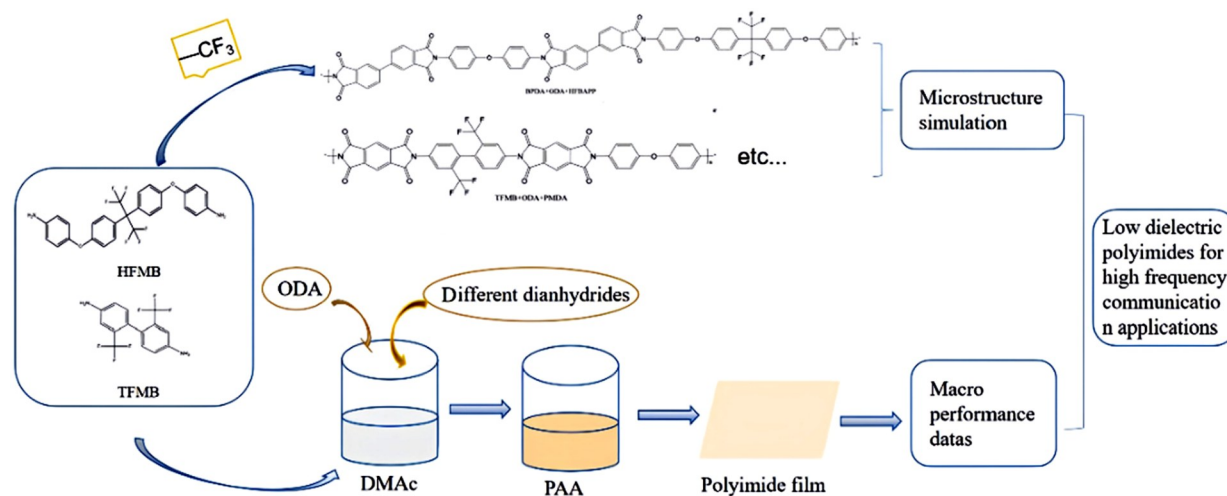 —CF3
BPDA+ODA+HFBAPP
TFMB+ODA+PMDA
etc...
Microstructure
simulation
HFMB
TFMB
ODA
Different dianhydrides
DMAc
PAA
Polyimide film
Macro
performance
datas
Low dielectric
polyimides for
high frequency
communicatio
n applications